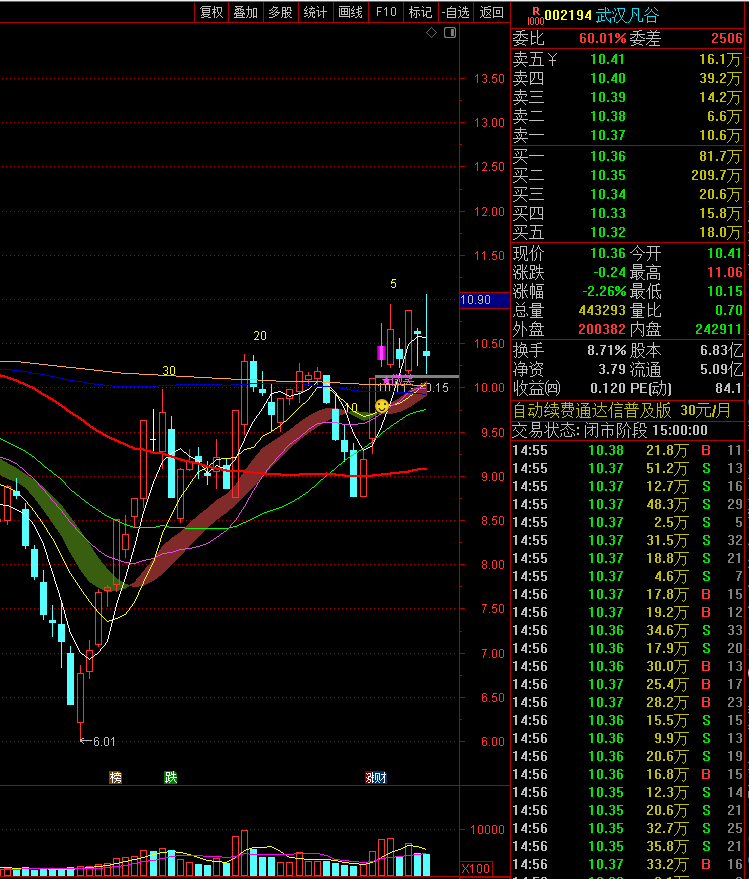 复权 叠加 多股 统计 画线 F10 标记 -自选 返回
R1000 002194 武汉凡谷
委比 60.01% 委差 2506
卖五 ¥ 10.41 16.1万
卖四 10.40 39.2万
卖三 10.39 14.2万
卖二 10.38 6.6万
卖一 10.37 10.6万
买一 10.36 81.7万
买二 10.35 209.7万
买三 10.34 20.6万
买四 10.33 15.8万
买五 10.32 18.0万
现价 10.36 今开 10.41
涨跌 -0.24 最高 11.06
涨幅 -2.26% 最低 10.15
总量 443293 量比 0.70
外盘 200382 内盘 242911
换手 8.71% 股本 6.83亿
净资 3.79 流通 5.09亿
收益㈣ 0.120 PE(动) 84.1
自动续费通达信普及版 30元/月
交易状态: 闭市阶段 15:00:00
14:55 10.38 21.8万 B 11
14:55 10.37 51.2万 S 13
14:55 10.37 12.7万 S 16
14:55 10.37 48.3万 S 29
14:55 10.37 2.5万 S 5
14:55 10.37 31.5万 S 32
14:55 10.37 18.8万 S 21
14:55 10.37 4.6万 S 7
14:56 10.37 17.8万 B 15
14:56 10.37 19.2万 B 12
14:56 10.36 34.6万 S 33
14:56 10.36 17.9万 S 20
14:56 10.36 30.0万 B 13
14:56 10.37 25.4万 B 17
14:56 10.37 28.2万 B 23
14:56 10.36 15.5万 S 15
14:56 10.36 9.9万 S 13
14:56 10.36 20.6万 S 19
14:56 10.36 16.8万 B 15
14:56 10.35 12.3万 S 14
14:56 10.35 20.6万 S 21
14:56 10.35 32.7万 S 25
14:56 10.35 35.8万 S 21
14:56 10.37 33.2万 B 16
13.50
13.00
12.50
12.00
11.50
10.90
10.50
10.00
9.50
9.00
8.50
8.00
7.50
7.00
6.50
6.00
5
20
30
0.15
←6.01
榜 跌 涨财
10000
X100